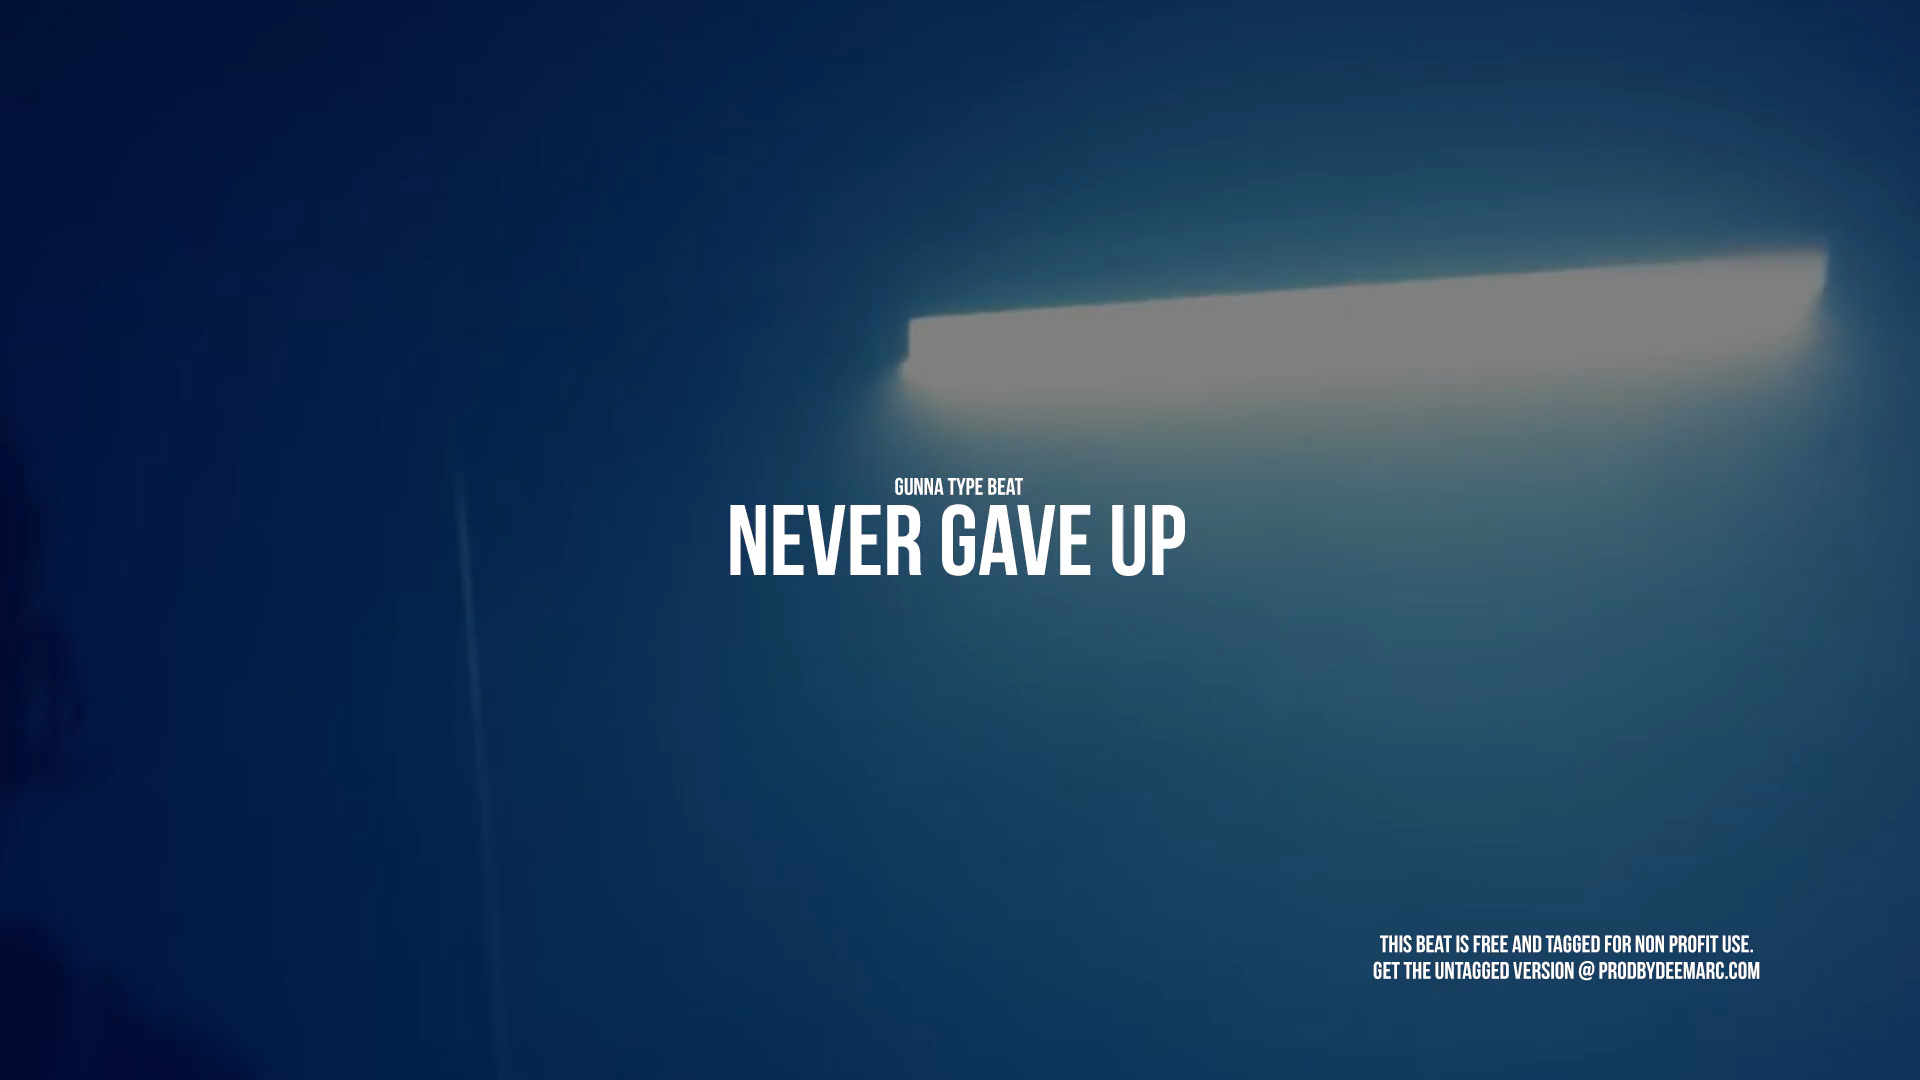 GUNNA TYPE BEAT
NEVER GAVE UP
THIS BEAT IS FREE AND TAGGED FOR NON PROFIT USE.
GET THE UNTAGGED VERSION @ PRODBYDEEMARC.COM